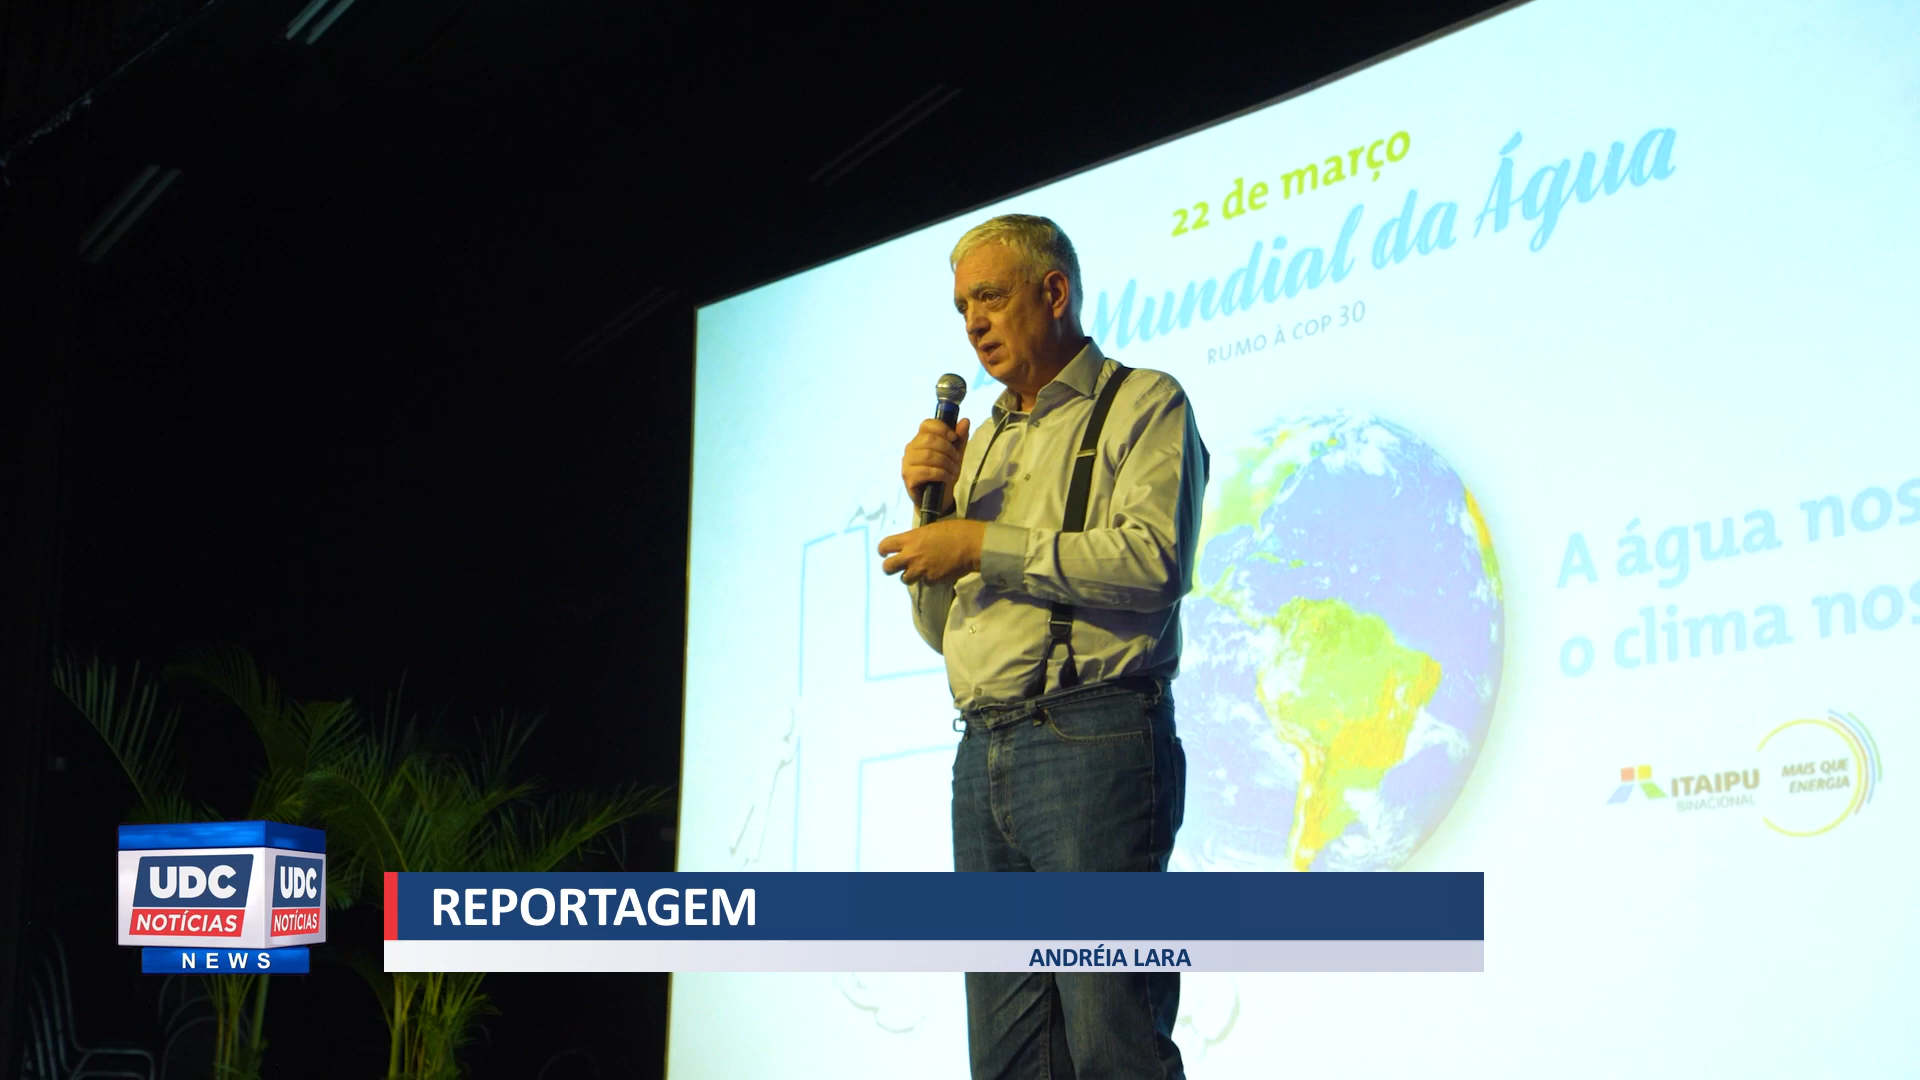 22 de março
Mundial da Água
RUMO À COP 30
A água nos
o clima nos
ITAIPU
BINACIONAL
MAIS QUE
ENERGIA
UDC
NOTÍCIAS
UDC
NOTÍCIAS
NEWS
REPORTAGEM
ANDRÉIA LARA